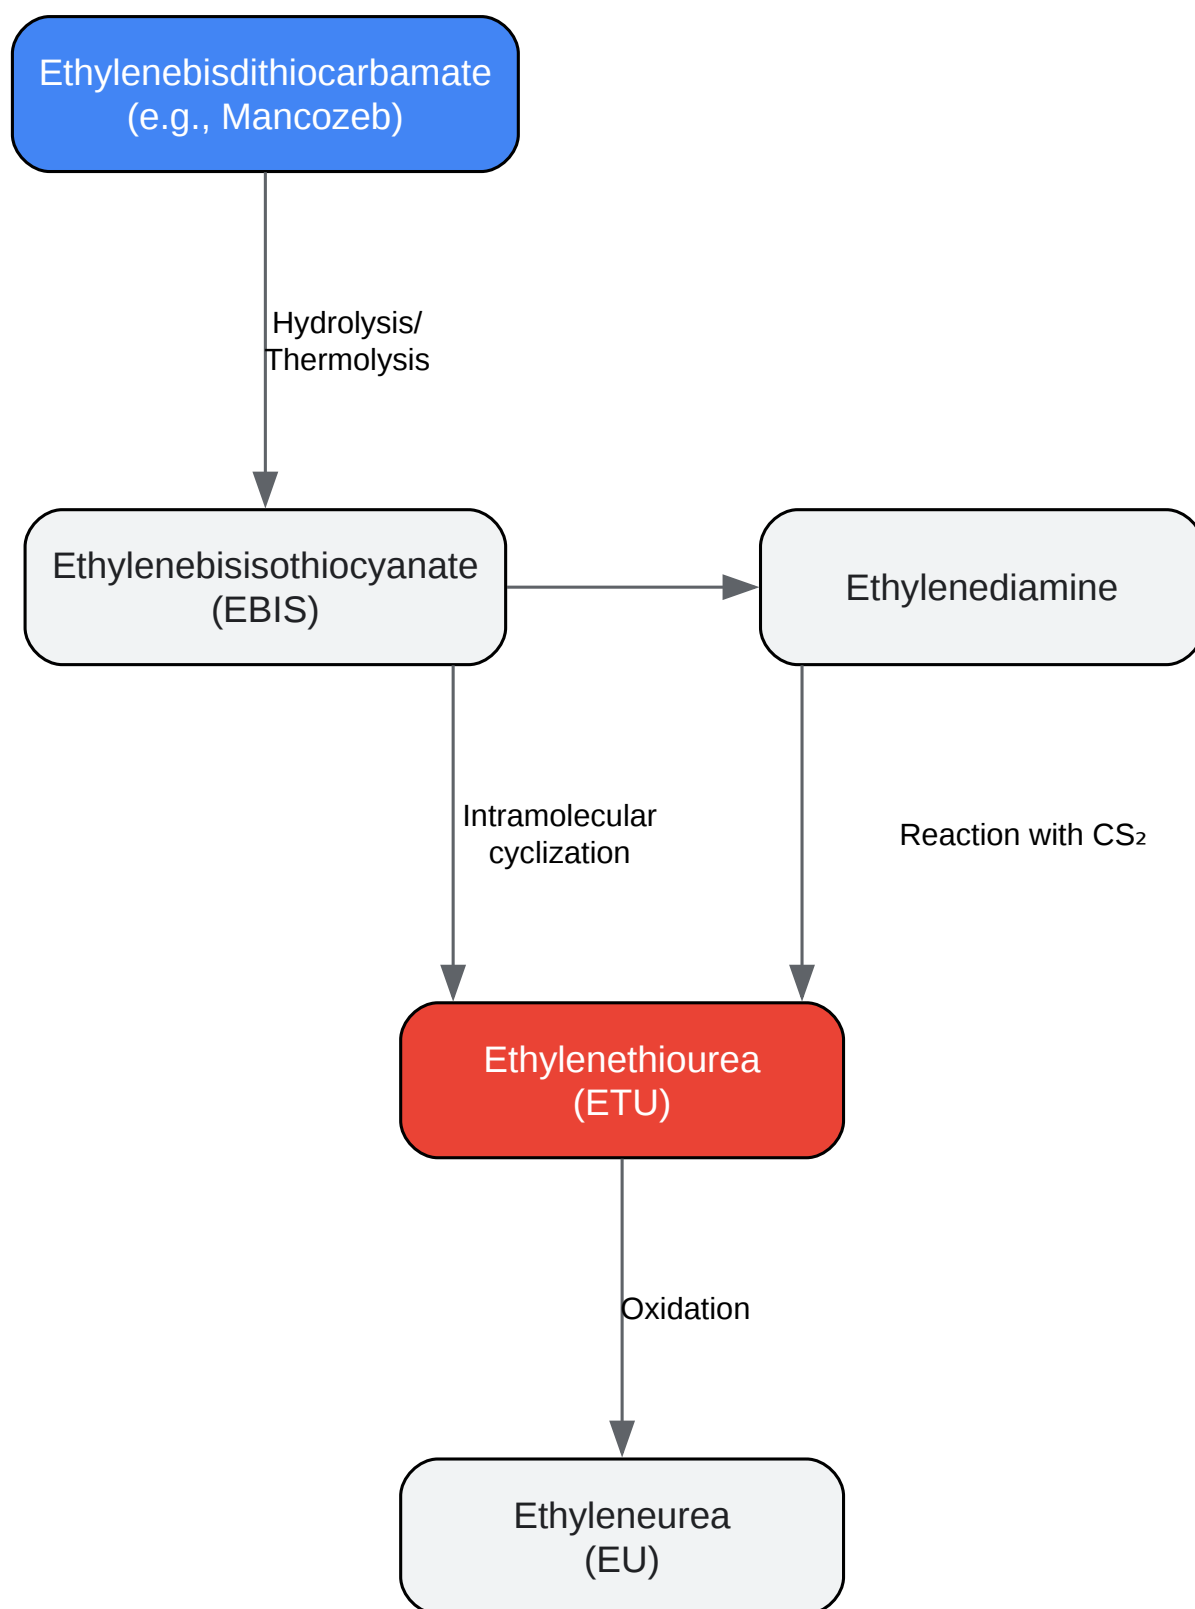 Ethylenebisdithiocarbamate
(e.g., Mancozeb)
Hydrolysis/
Thermolysis
Ethylenebisisothiocyanate
(EBIS)
Ethylenediamine
Intramolecular
cyclization
Reaction with CS₂
Ethylenethiourea
(ETU)
Oxidation
Ethyleneurea
(EU)